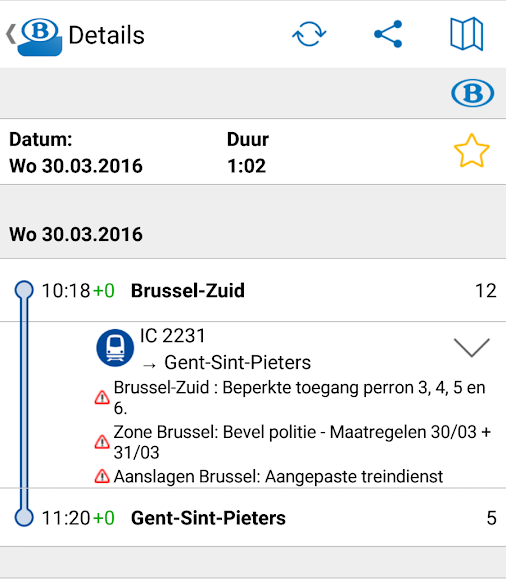 B Details
B
Datum: Duur
Wo 30.03.2016 1:02
Wo 30.03.2016
10:18 +0 Brussel-Zuid 12
IC 2231
→ Gent-Sint-Pieters
Brussel-Zuid : Beperkte toegang perron 3, 4, 5 en
6.
Zone Brussel: Bevel politie - Maatregelen 30/03 +
31/03
Aanslagen Brussel: Aangepaste treindienst
11:20 +0 Gent-Sint-Pieters 5